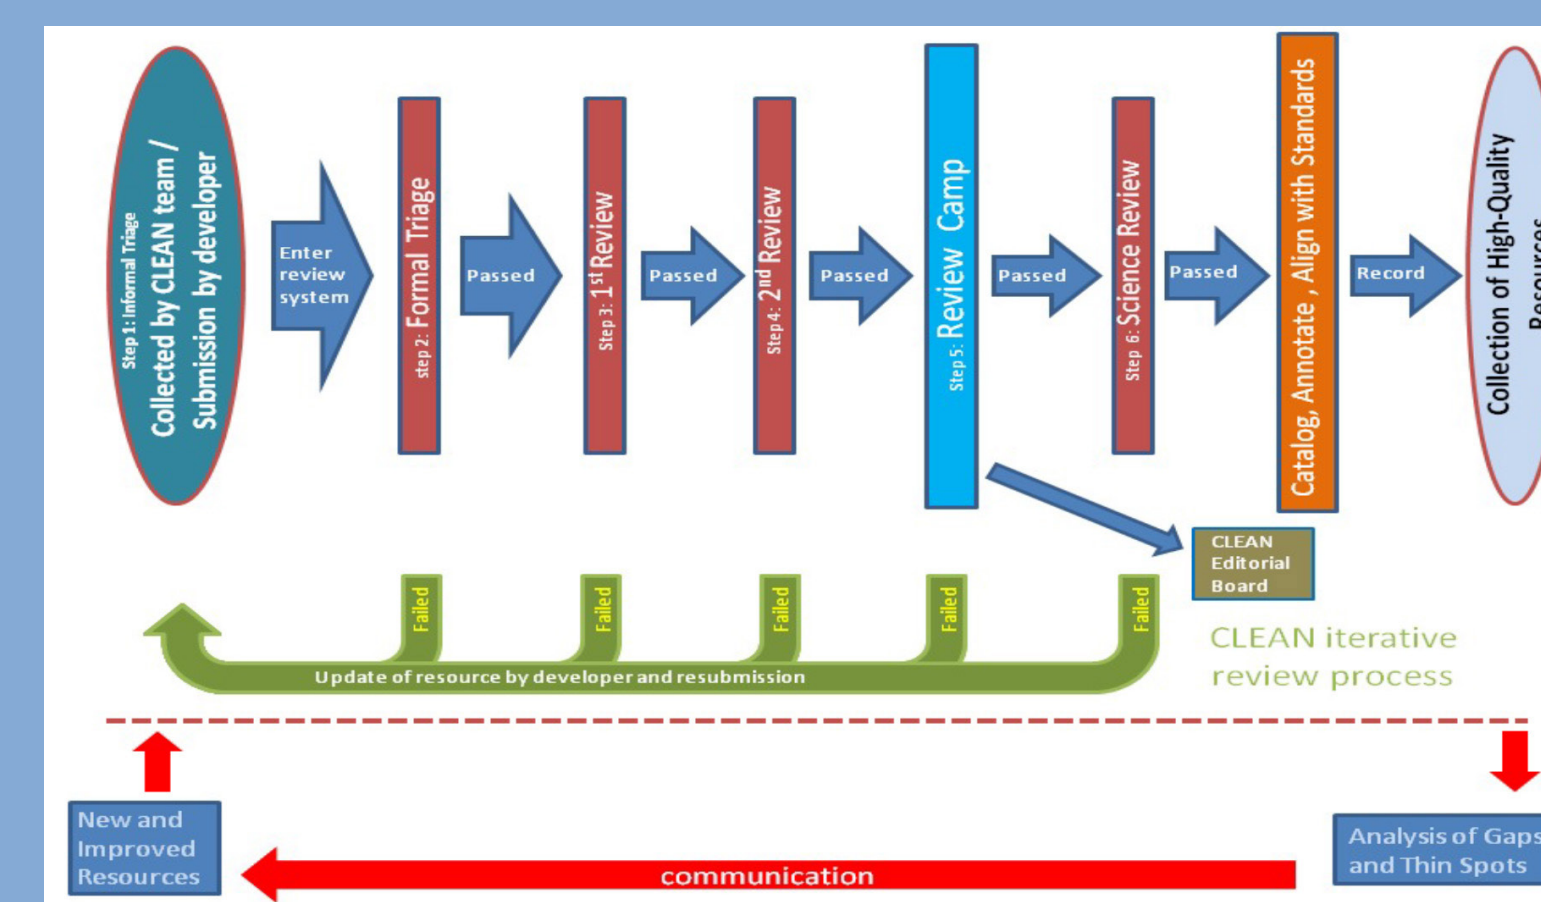 Step 1: Informal Triage
Collected by CLEAN team /
Submission by developer
Enter
review
system
step 2: Formal Triage
Passed
Step 3: 1st Review
Passed
Step 4: 2nd Review
Passed
Step 5: Review Camp
Passed
Step 6: Science Review
Passed
Catalog, Annotate , Align with Standards
Record
Collection of High-Quality
Resources
CLEAN
Editorial
Board
Failed
Failed
Failed
Failed
Failed
Update of resource by developer and resubmission
CLEAN iterative
review process
New and
Improved
Resources
communication
Analysis of Gaps
and Thin Spots